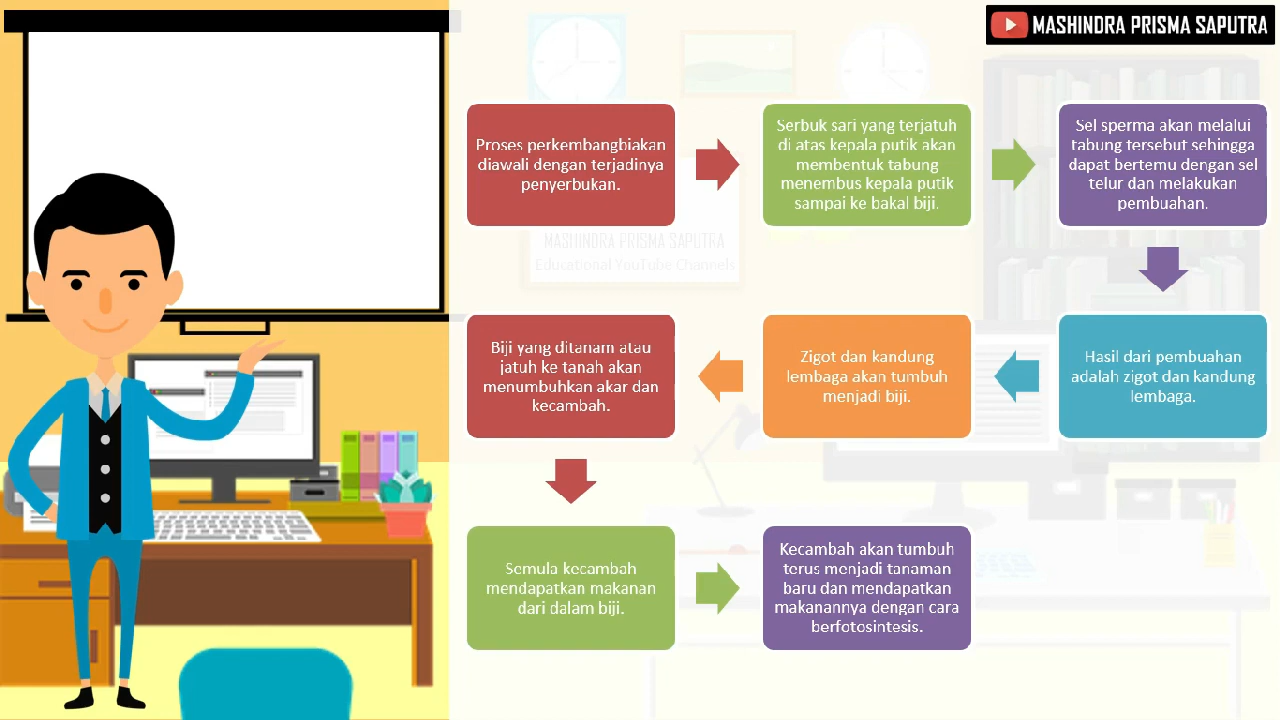 MASHINDRA PRISMA SAPUTRA
Proses perkembangbiakan
diawali dengan terjadinya
penyerbukan.
Serbuk sari yang terjatuh
di atas kepala putik akan
membentuk tabung
menembus kepala putik
sampai ke bakal biji.
Sel sperma akan melalui
tabung tersebut sehingga
dapat bertemu dengan sel
telur dan melakukan
pembuahan.
MASHINDRA PRISMA SAPUTRA
Educational YouTube Channels
Hasil dari pembuahan
adalah zigot dan kandung
lembaga.
Zigot dan kandung
lembaga akan tumbuh
menjadi biji.
Biji yang ditanam atau
jatuh ke tanah akan
menumbuhkan akar dan
kecambah.
Semula kecambah
mendapatkan makanan
dari dalam biji.
Kecambah akan tumbuh
terus menjadi tanaman
baru dan mendapatkan
makanannya dengan cara
berfotosintesis.